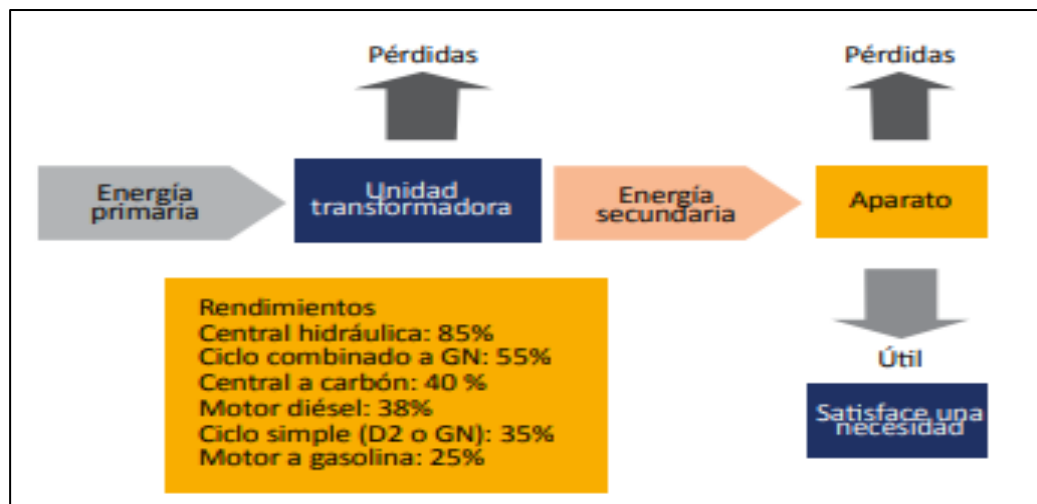 Pérdidas
Pérdidas
Energía
primaria
Unidad
transformadora
Energía
secundaria
Aparato
Rendimientos
Central hidráulica: 85%
Ciclo combinado a GN: 55%
Central a carbón: 40 %
Motor diésel: 38%
Ciclo simple (D2 o GN): 35%
Motor a gasolina: 25%
Útil
Satisface una
necesidad